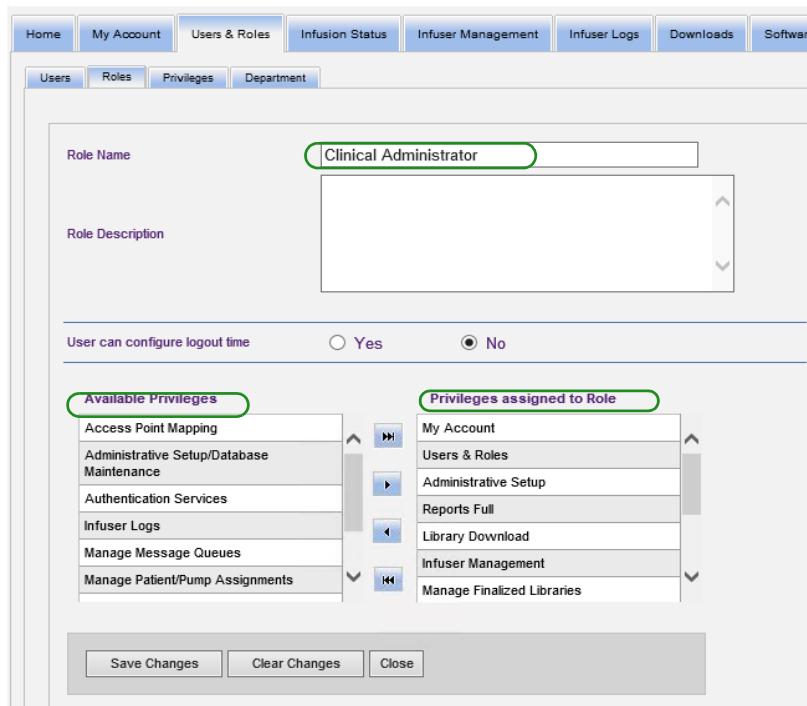 Home My Account Users & Roles Infusion Status Infuser Management Infuser Logs Downloads
Users Roles Privileges Department
Role Name Clinical Administrator
Role Description
User can configure logout time Yes No
Available Privileges Privileges assigned to Role
Access Point Mapping
Administrative Setup/Database
Maintenance
Authentication Services
Infuser Logs
Manage Message Queues
Manage Patient/Pump Assignments
My Account
Users & Roles
Administrative Setup
Reports Full
Library Download
Infuser Management
Manage Finalized Libraries
Save Changes Clear Changes Close